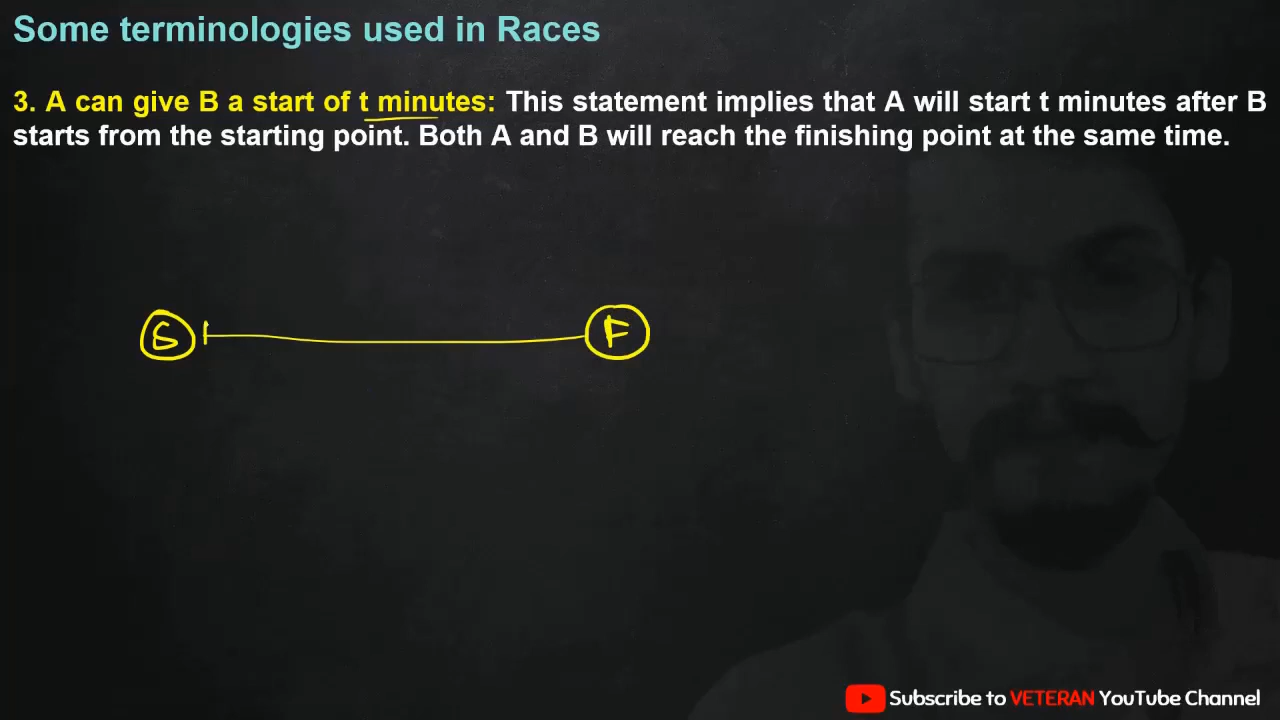 Some terminologies used in Races
3. A can give B a start of t minutes: This statement implies that A will start t minutes after B
starts from the starting point. Both A and B will reach the finishing point at the same time.
S F
Subscribe to VETERAN YouTube Channel